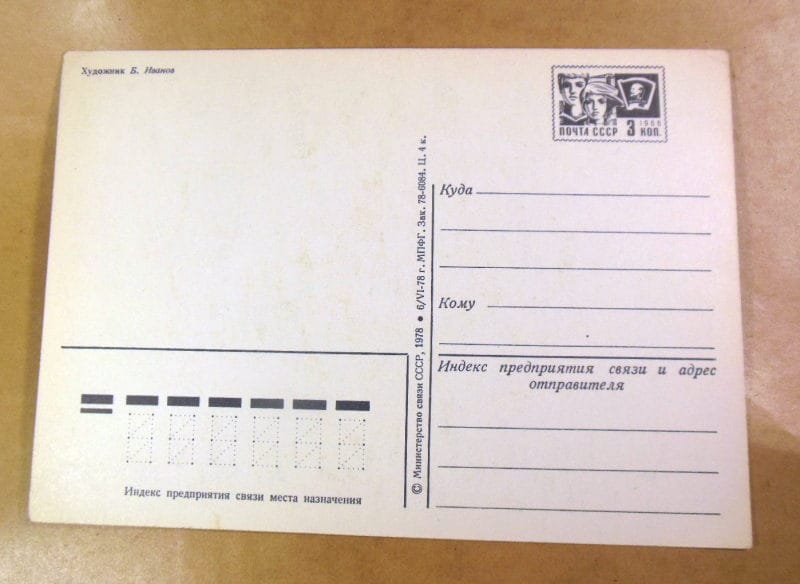 Художник Б. Иванов
1966
ПОЧТА СССР 3 КОП.
Куда
Кому
Индекс предприятия связи и адрес
отправителя
© Министерство связи СССР, 1978 • 6/VI-78 г. МПФГ. Зак. 78-6084. Ц. 4 к.
Индекс предприятия связи места назначения